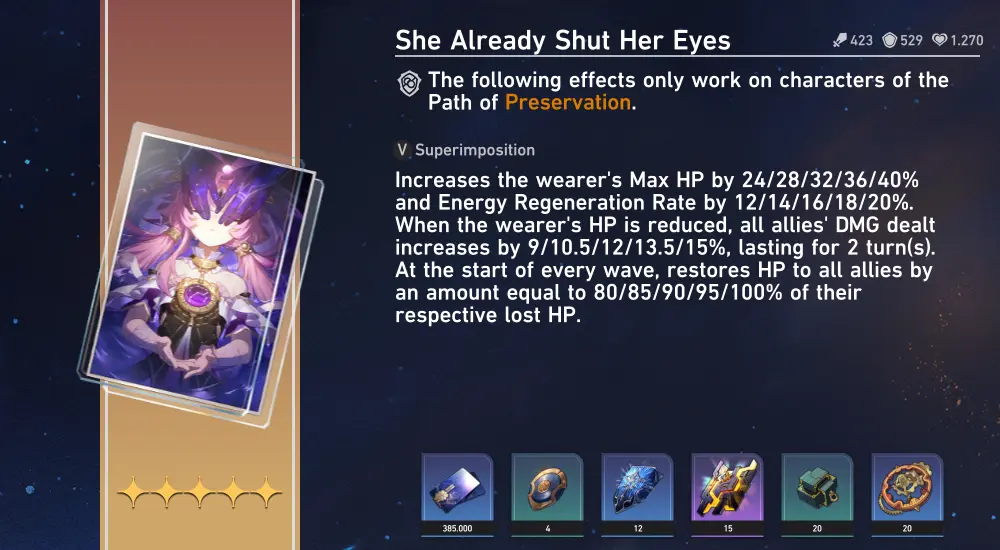 She Already Shut Her Eyes
423 529 1.270
The following effects only work on characters of the
Path of Preservation.
V Superimposition
Increases the wearer's Max HP by 24/28/32/36/40%
and Energy Regeneration Rate by 12/14/16/18/20%.
When the wearer's HP is reduced, all allies' DMG dealt
increases by 9/10.5/12/13.5/15%, lasting for 2 turn(s).
At the start of every wave, restores HP to all allies by
an amount equal to 80/85/90/95/100% of their
respective lost HP.
385.000 4 12 15 20 20